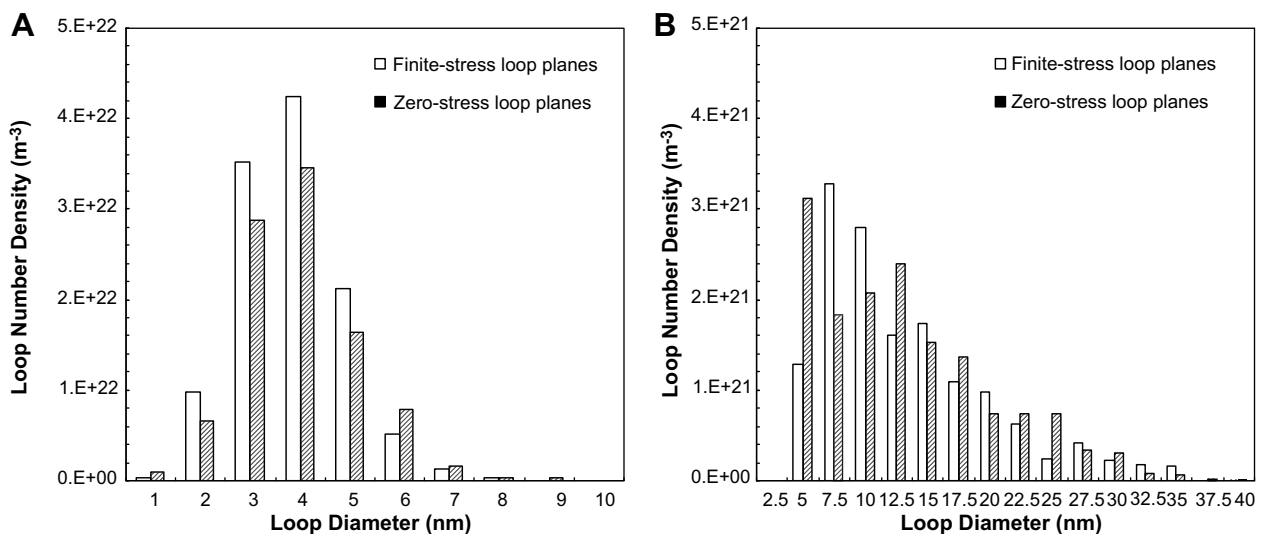 A
Loop Number Density (m-3)
5.E+22
4.E+22
3.E+22
2.E+22
1.E+22
0.E+00
Finite-stress loop planes
Zero-stress loop planes
1 2 3 4 5 6 7 8 9 10
Loop Diameter (nm)
B
Loop Number Density (m-3)
5.E+21
4.E+21
3.E+21
2.E+21
1.E+21
0.E+00
Finite-stress loop planes
Zero-stress loop planes
2.5 5 7.5 10 12.5 15 17.5 20 22.5 25 27.5 30 32.5 35 37.5 40
Loop Diameter (nm)